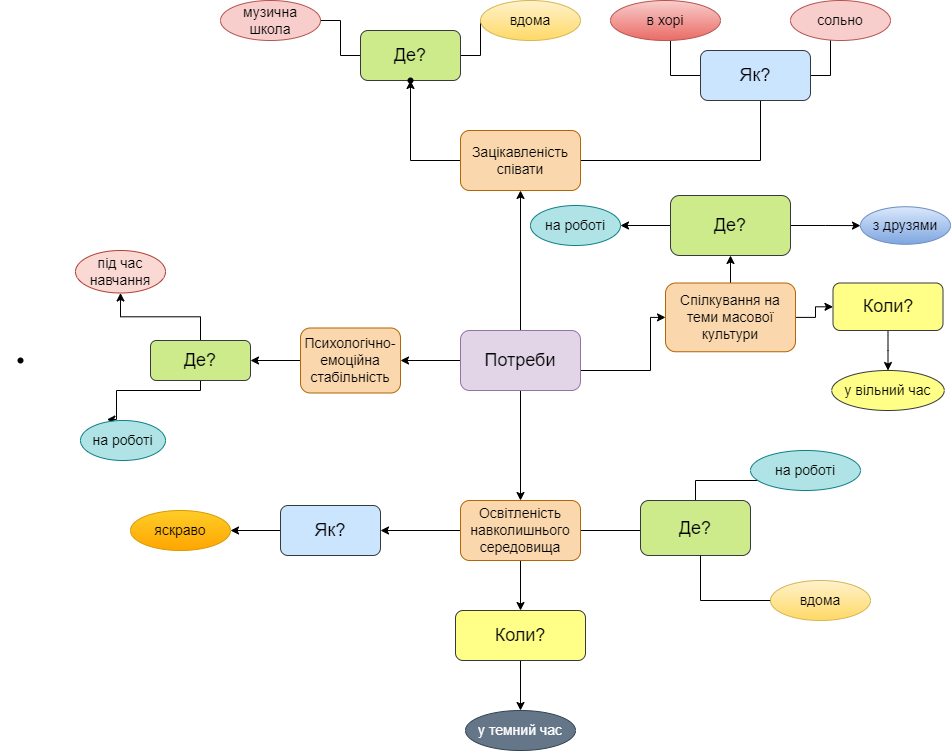 музична
школа
вдома
в хорі
сольно
Де?
Як?
Зацікавленість
співати
на роботі
Де?
з друзями
під час
навчання
Спілкування на
теми масової
культури
Коли?
Де?
Психологічно-
емоційна
стабільність
Потреби
у вільний час
на роботі
на роботі
яскраво
Як?
Освітленість
навколишнього
середовища
Де?
вдома
Коли?
у темний час